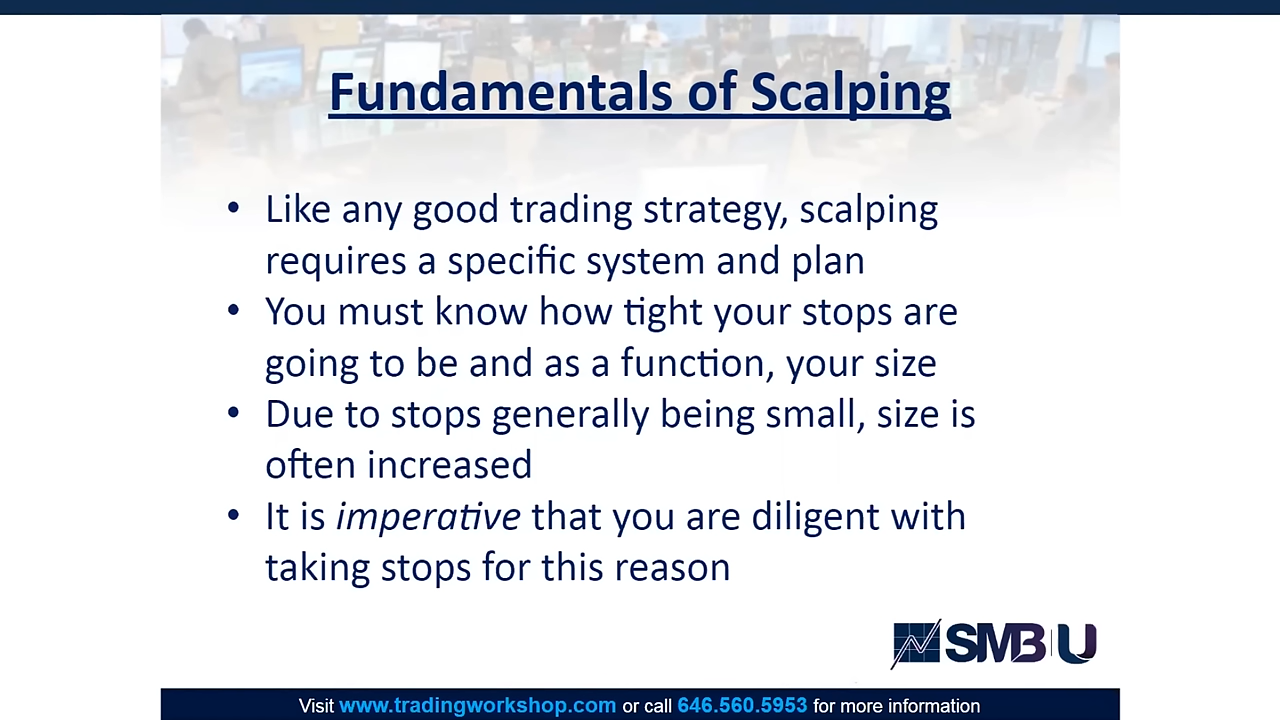 Fundamentals of Scalping
• Like any good trading strategy, scalping
requires a specific system and plan
• You must know how tight your stops are
going to be and as a function, your size
• Due to stops generally being small, size is
often increased
• It is imperative that you are diligent with
taking stops for this reason
SMB U
Visit www.tradingworkshop.com or call 646.560.5953 for more information